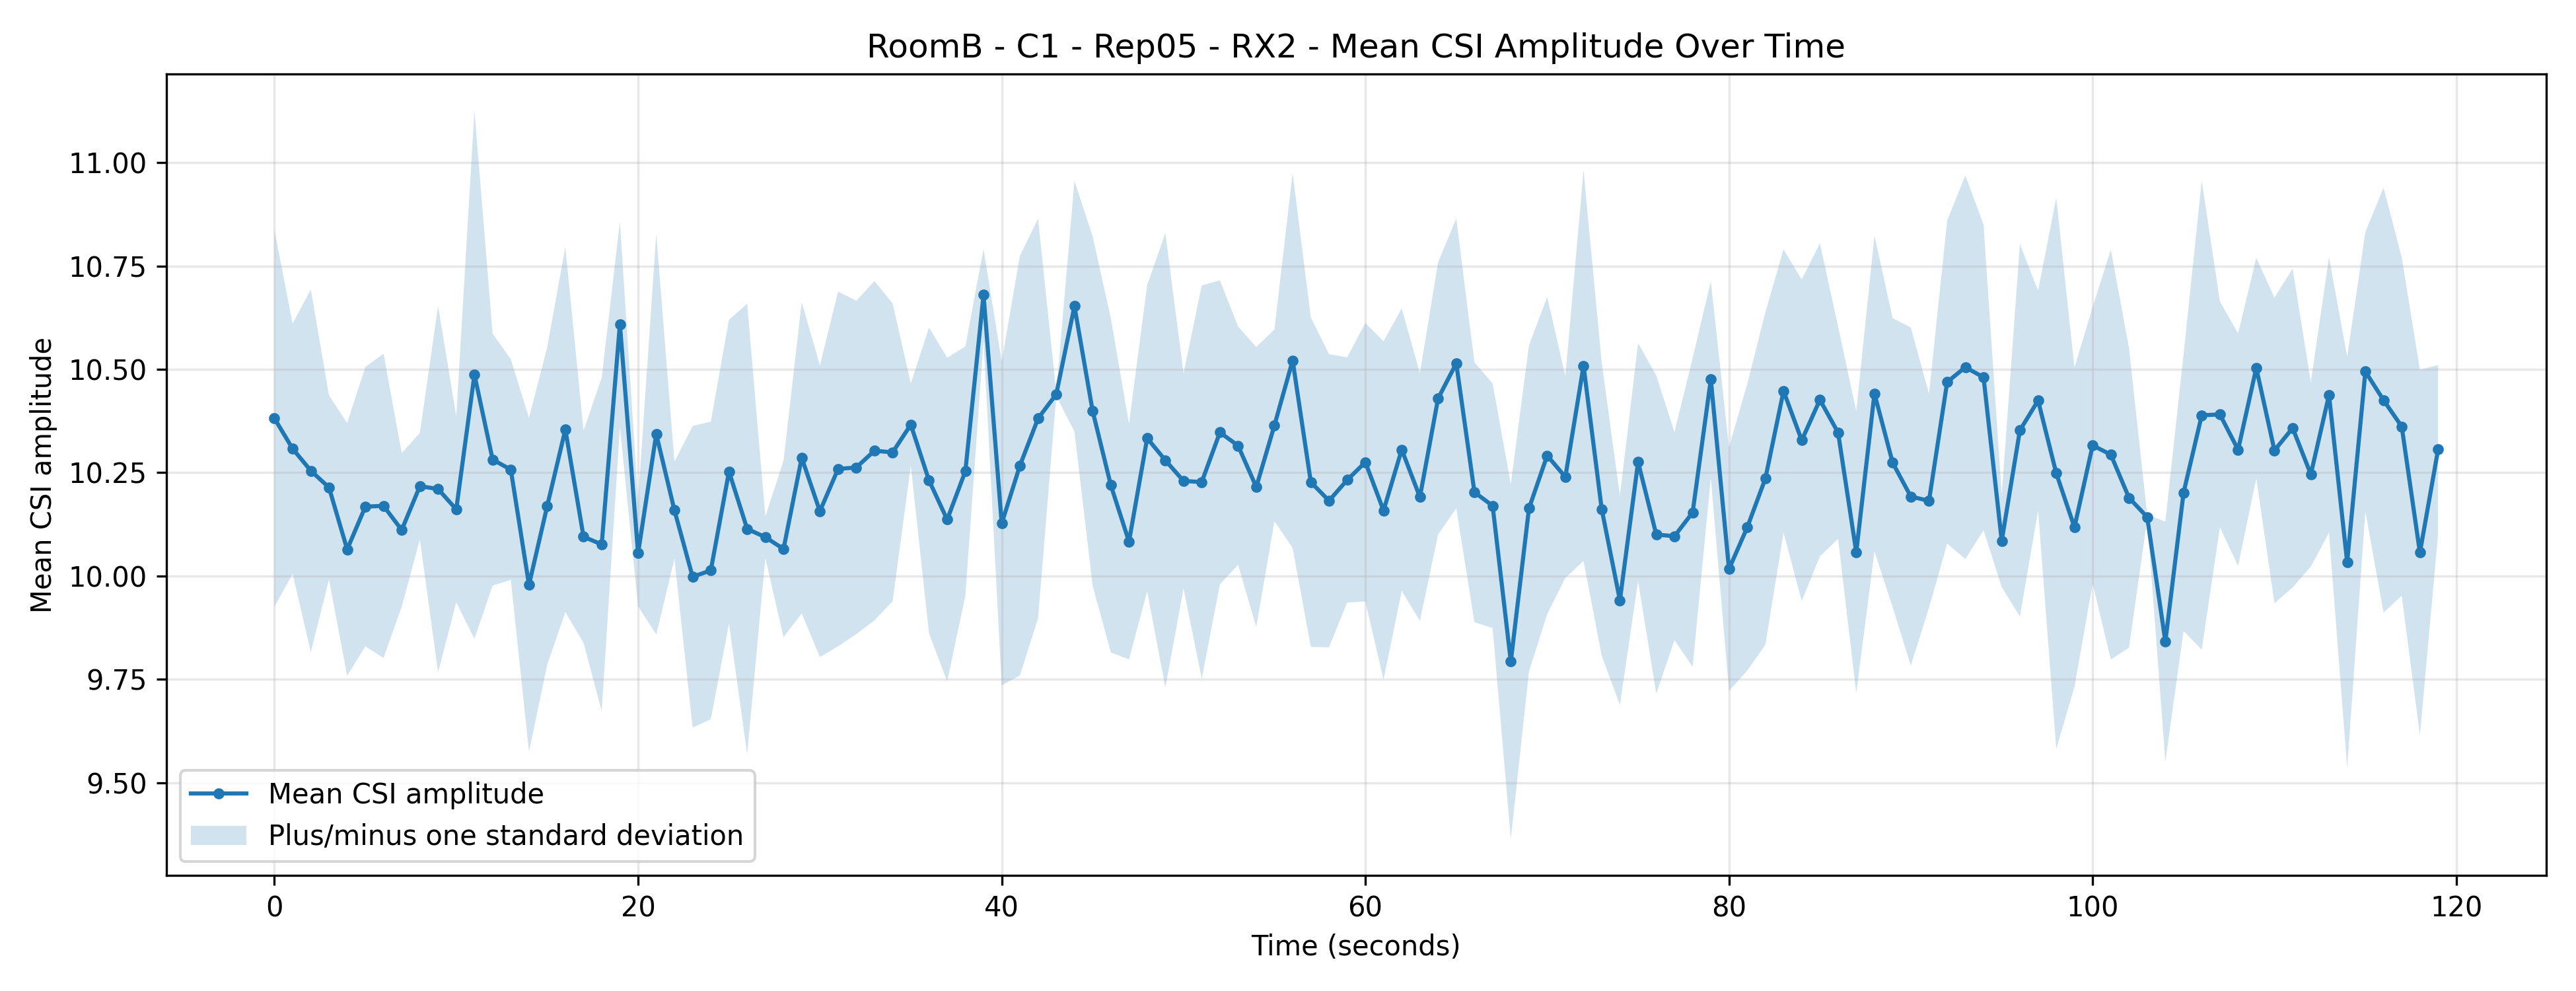 RoomB - C1 - Rep05 - RX2 - Mean CSI Amplitude Over Time
Mean CSI amplitude
11.00
10.75
10.50
10.25
10.00
9.75
9.50
Mean CSI amplitude
Plus/minus one standard deviation
0 20 40 60 80 100 120
Time (seconds)